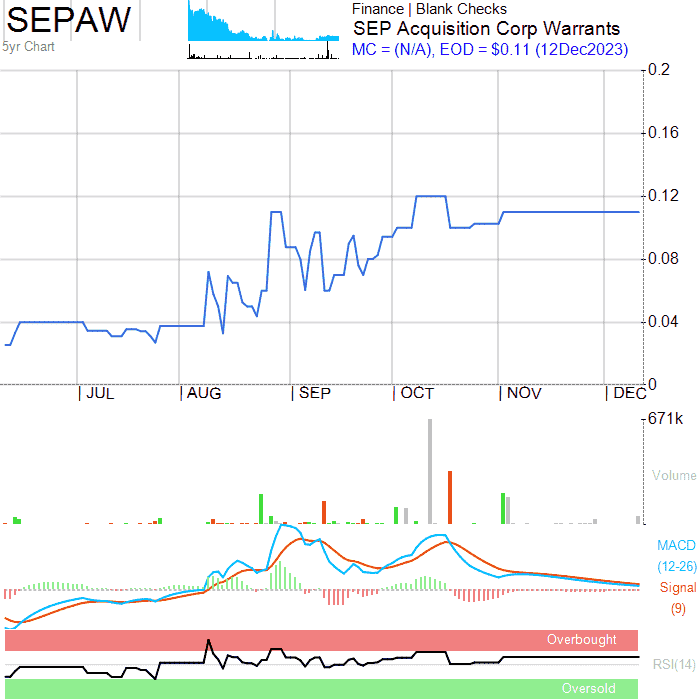 SEPAW
5yr Chart
Finance | Blank Checks
SEP Acquisition Corp Warrants
MC = (N/A), EOD = $0.11 (12Dec2023)
0.2
0.16
0.12
0.08
0.04
0
| JUL | AUG | SEP | OCT | NOV | DEC
671k
Volume
MACD
(12-26)
Signal
(9)
Overbought
RSI(14)
Oversold